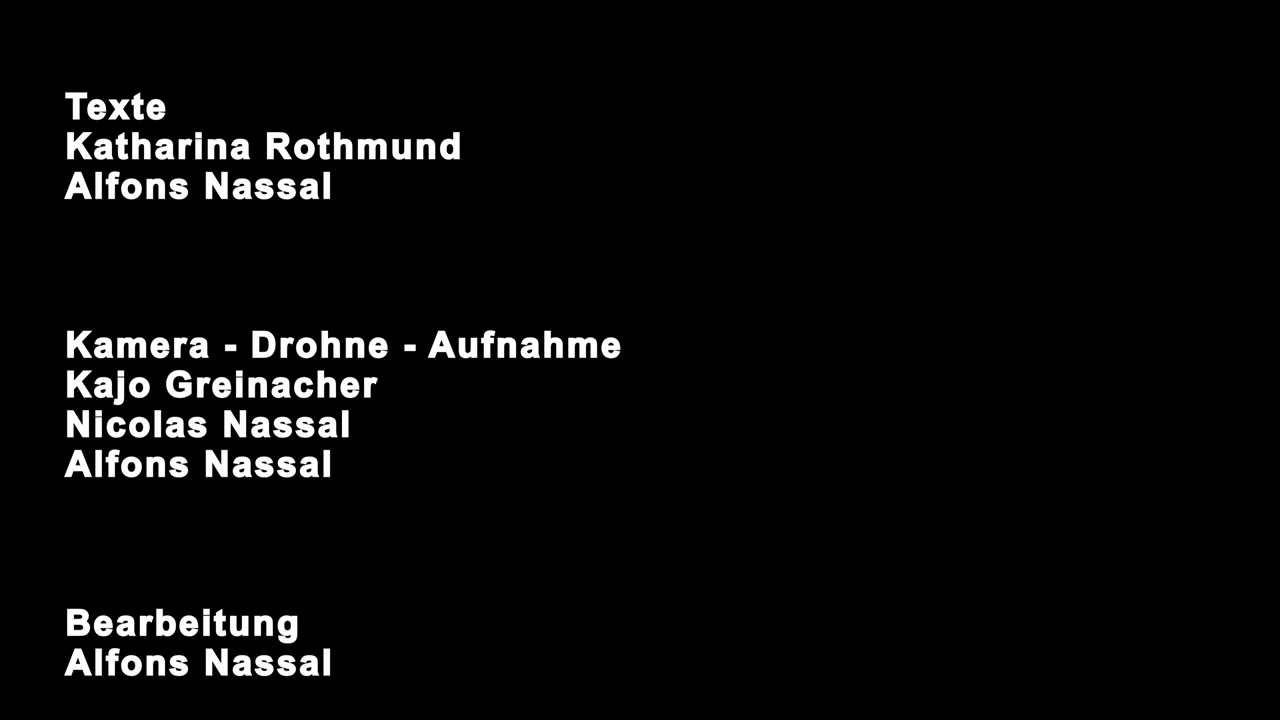 Texte
Katharina Rothmund
Alfons Nassal
Kamera - Drohne - Aufnahme
Kajo Greinacher
Nicolas Nassal
Alfons Nassal
Bearbeitung
Alfons Nassal